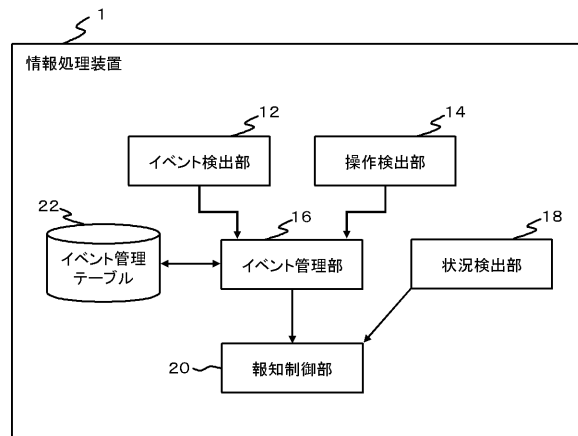 1
情報処理装置
12
14
イベント検出部
操作検出部
22
16
18
イベント管理
テーブル
イベント管理部
状況検出部
20
報知制御部